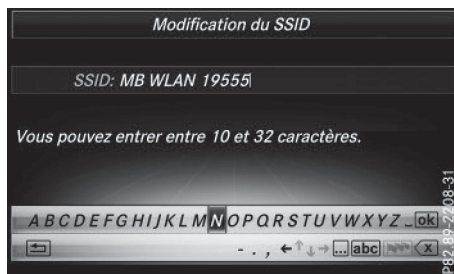 Modification du SSID
SSID: MB WLAN 19555
Vous pouvez entrer entre 10 et 32 caractères.
A B C D E F G H I J K L M N O P Q R S T U V W X Y Z _ ok
- . , ←↑↓→ ... abc X
P82.89-2208-31